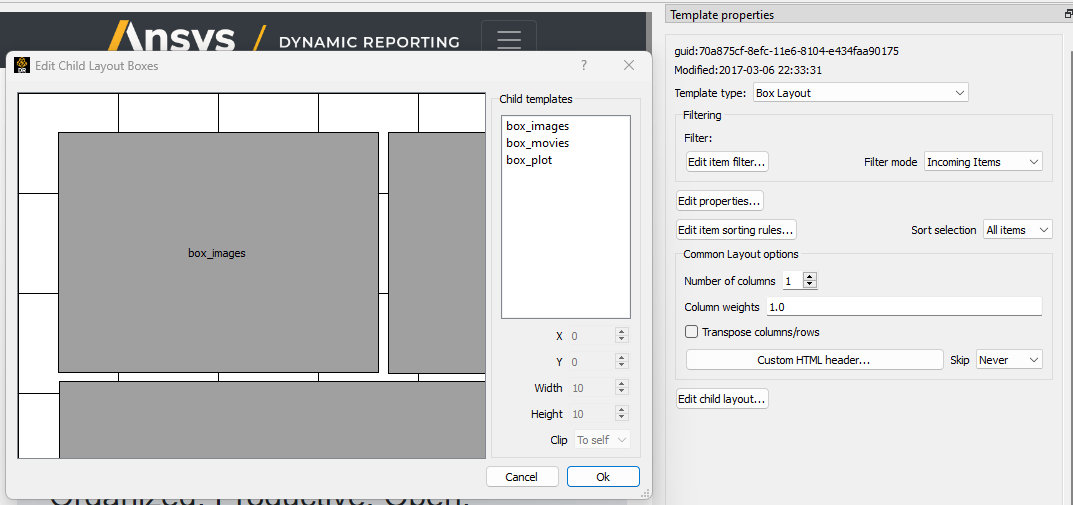 Ansys / DYNAMIC REPORTING
Edit Child Layout Boxes
box_images
Child templates
box_images
box_movies
box_plot
X 0
Y 0
Width 10
Height 10
Clip To self
Cancel Ok
Organized. Productive. Open.
Template properties
guid:70a875cf-8efc-11e6-8104-e434faa90175
Modified:2017-03-06 22:33:31
Template type: Box Layout
Filtering
Filter:
Edit item filter... Filter mode Incoming Items
Edit properties...
Edit item sorting rules... Sort selection All items
Common Layout options
Number of columns 1
Column weights 1.0
Transpose columns/rows
Custom HTML header... Skip Never
Edit child layout...